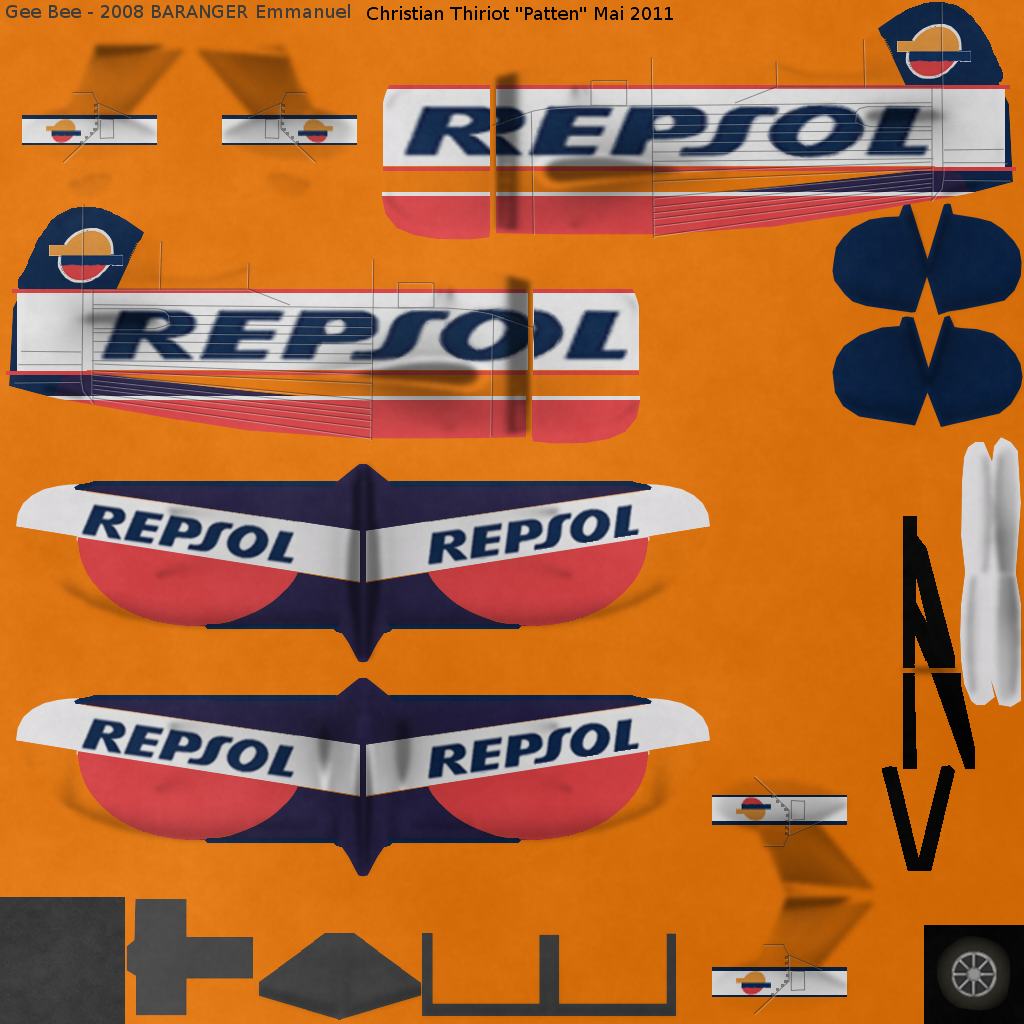 Gee Bee - 2008 BARANGER Emmanuel
Christian Thiriot "Patten" Mai 2011
REPSOL
REPSOL
REPSOL REPSOL
REPSOL REPSOL